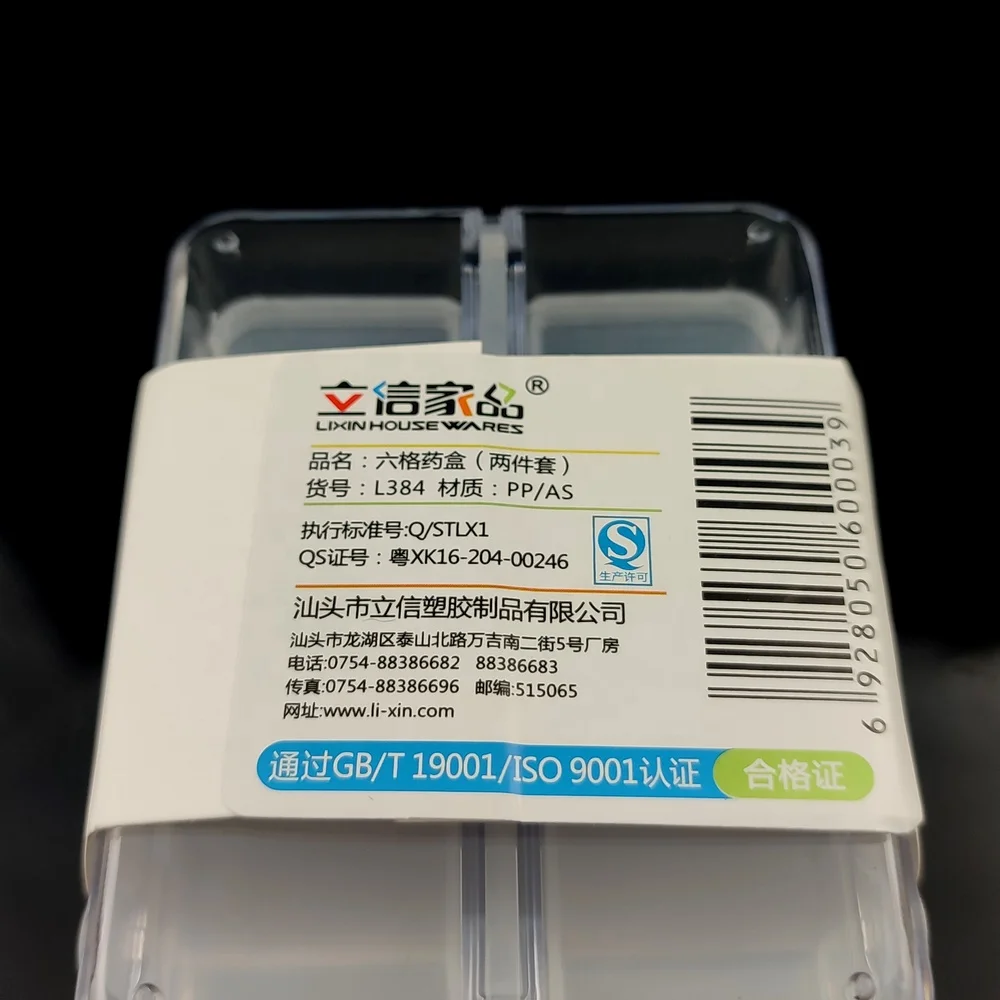 立信家品®
LIXIN HOUSEWARES
品名：六格药盒（两件套）
货号：L384 材质：PP/AS
执行标准号:Q/STLX1
QS证号：粤XK16-204-00246
S
生产许可
汕头市立信塑胶制品有限公司
汕头市龙湖区泰山北路万吉南二街5号厂房
电话:0754-88386682 88386683
传真:0754-88386696 邮编:515065
网址:www.li-xin.com
通过GB/T 19001/ISO 9001认证
合格证
6928050600039